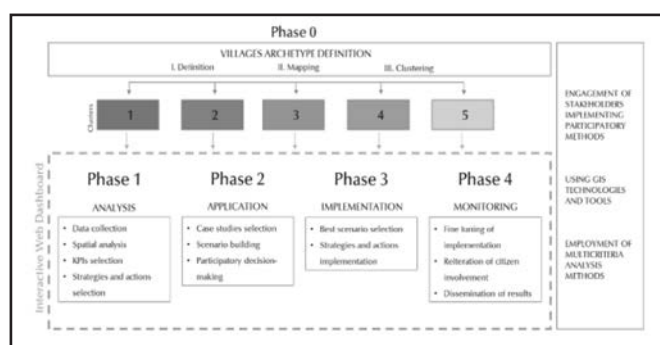 Phase 0
VILLAGES ARCHETYPE DEFINITION
I. Definition II. Mapping III. Clustering
Clusters
1 2 3 4 5
Interactive Web Dashboard
Phase 1
ANALYSIS
• Data collection
• Spatial analysis
• KPIs selection
• Strategies and actions
selection
Phase 2
APPLICATION
• Case studies selection
• Scenario building
• Participatory decision-
making
Phase 3
IMPLEMENTATION
• Best scenario selection
• Strategies and actions
implementation
Phase 4
MONITORING
• Fine tuning of
implementation
• Reiteration of citizen
involvement
• Dissemination of results
ENGAGEMENT OF
STAKEHOLDERS
IMPLEMENTING
PARTICIPATORY
METHODS
USING GIS
TECHNOLOGIES
AND TOOLS
EMPLOYMENT OF
MULTICRITERIA
ANALYSIS
METHODS